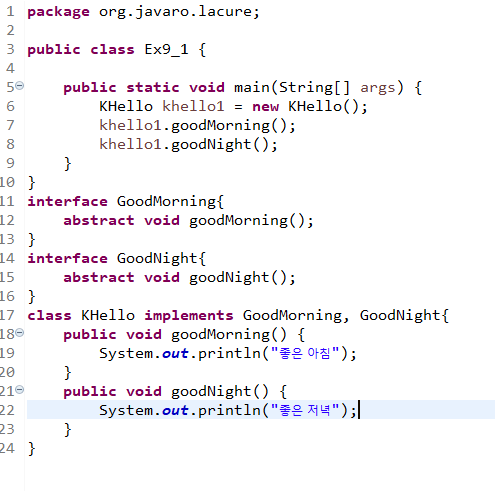 1 package org.javaro.lacure;
2
3 public class Ex9_1 {
4
5 public static void main(String[] args) {
6 KHello khello1 = new KHello();
7 khello1.goodMorning();
8 khello1.goodNight();
9 }
10 }
11 interface GoodMorning{
12 abstract void goodMorning();
13 }
14 interface GoodNight{
15 abstract void goodNight();
16 }
17 class KHello implements GoodMorning, GoodNight{
18 public void goodMorning() {
19 System.out.println("좋은 아침");
20 }
21 public void goodNight() {
22 System.out.println("좋은 저녁");
23 }
24 }